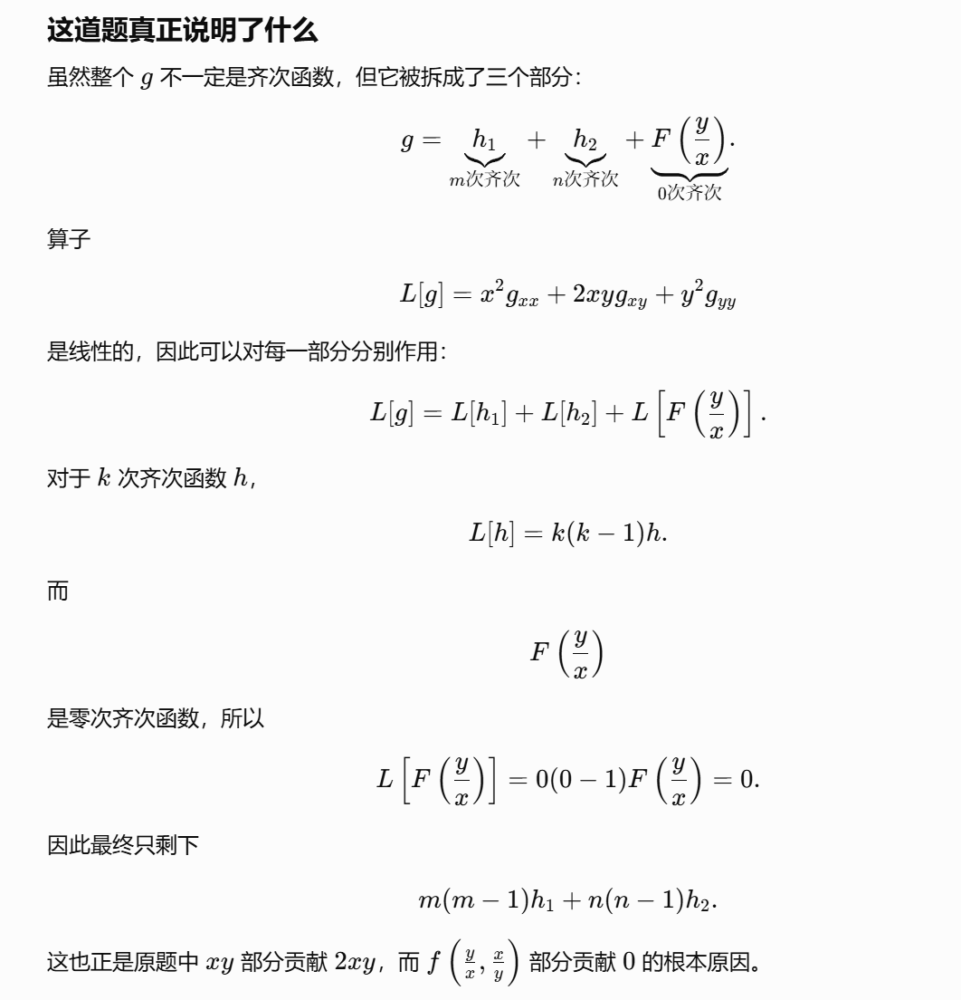 这道题真正说明了什么
虽然整个 $g$ 不一定是齐次函数，但它被拆成了三个部分：
$$g = \underbrace{h_1}_{m\text{次齐次}} + \underbrace{h_2}_{n\text{次齐次}} + \underbrace{F\left(\frac{y}{x}\right)}_{0\text{次齐次}}.$$
算子
$$L[g] = x^2 g_{xx} + 2xy g_{xy} + y^2 g_{yy}$$
是线性的，因此可以对每一部分分别作用：
$$L[g] = L[h_1] + L[h_2] + L\left[F\left(\frac{y}{x}\right)\right].$$
对于 $k$ 次齐次函数 $h$，
$$L[h] = k(k-1)h.$$
而
$$F\left(\frac{y}{x}\right)$$
是零次齐次函数，所以
$$L\left[F\left(\frac{y}{x}\right)\right] = 0(0-1)F\left(\frac{y}{x}\right) = 0.$$
因此最终只剩下
$$m(m-1)h_1 + n(n-1)h_2.$$
这也正是原题中 $xy$ 部分贡献 $2xy$，而 $f\left(\frac{y}{x}, \frac{x}{y}\right)$ 部分贡献 $0$ 的根本原因。